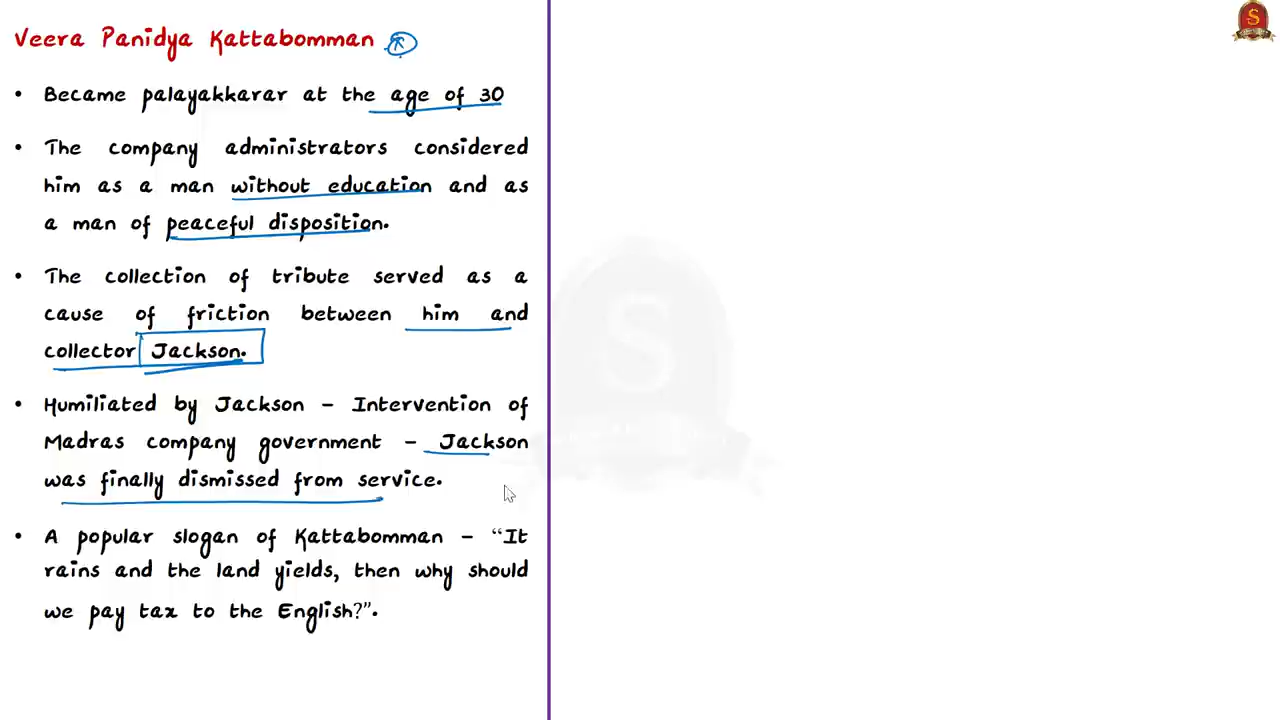 Veera Panidya Kattabomman
• Became palayakkarar at the age of 30
• The company administrators considered
him as a man without education and as
a man of peaceful disposition.
• The collection of tribute served as a
cause of friction between him and
collector Jackson.
• Humiliated by Jackson – Intervention of
Madras company government – Jackson
was finally dismissed from service.
• A popular slogan of Kattabomman – “It
rains and the land yields, then why should
we pay tax to the English?”.
S
S